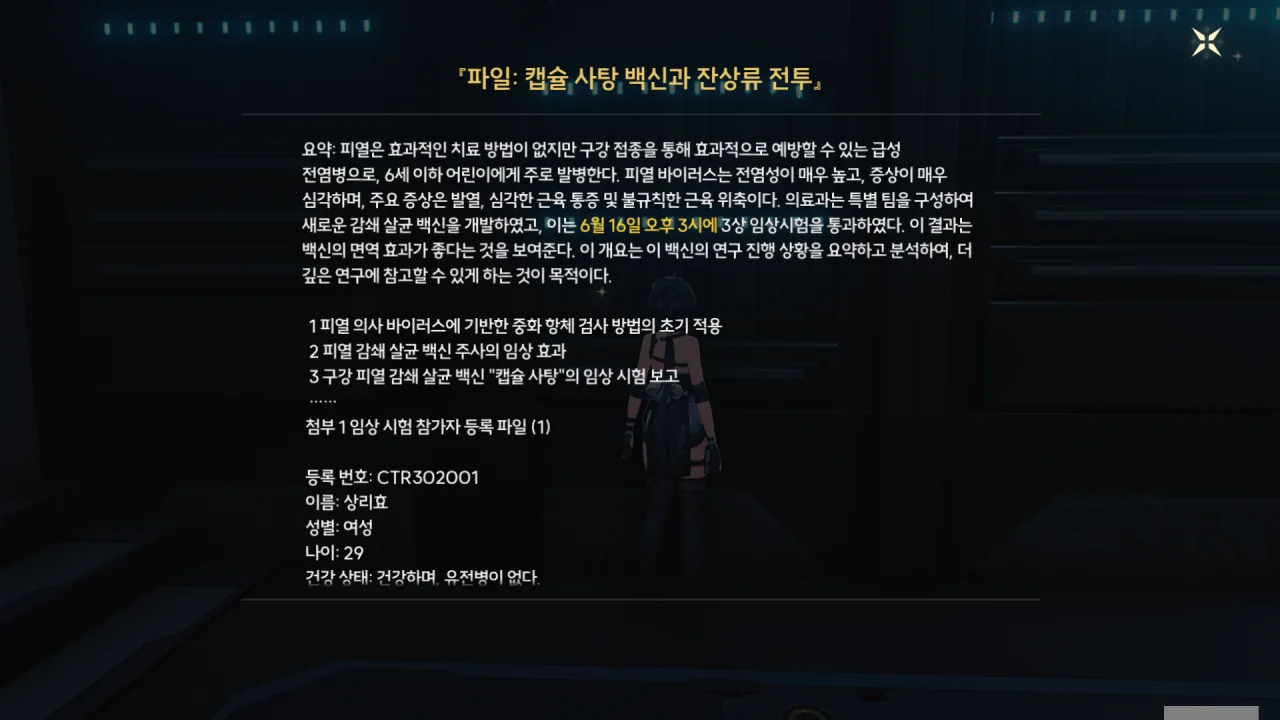 『파일: 캡슐 사탕 백신과 잔상류 전투』
요약: 피열은 효과적인 치료 방법이 없지만 구강 접종을 통해 효과적으로 예방할 수 있는 급성
전염병으로, 6세 이하 어린이에게 주로 발병한다. 피열 바이러스는 전염성이 매우 높고, 증상이 매우
심각하며, 주요 증상은 발열, 심각한 근육 통증 및 불규칙한 근육 위축이다. 의료과는 특별 팀을 구성하여
새로운 감쇄 살균 백신을 개발하였고, 이는 6월 16일 오후 3시에 3상 임상시험을 통과하였다. 이 결과는
백신의 면역 효과가 좋다는 것을 보여준다. 이 개요는 이 백신의 연구 진행 상황을 요약하고 분석하여, 더
깊은 연구에 참고할 수 있게 하는 것이 목적이다.
1 피열 의사 바이러스에 기반한 중화 항체 검사 방법의 초기 적용
2 피열 감쇄 살균 백신 주사의 임상 효과
3 구강 피열 감쇄 살균 백신 "캡슐 사탕"의 임상 시험 보고
……
첨부 1 임상 시험 참가자 등록 파일 (1)
등록 번호: CTR302001
이름: 상리효
성별: 여성
나이: 29
건강 상태: 건강하며, 유전병이 없다.